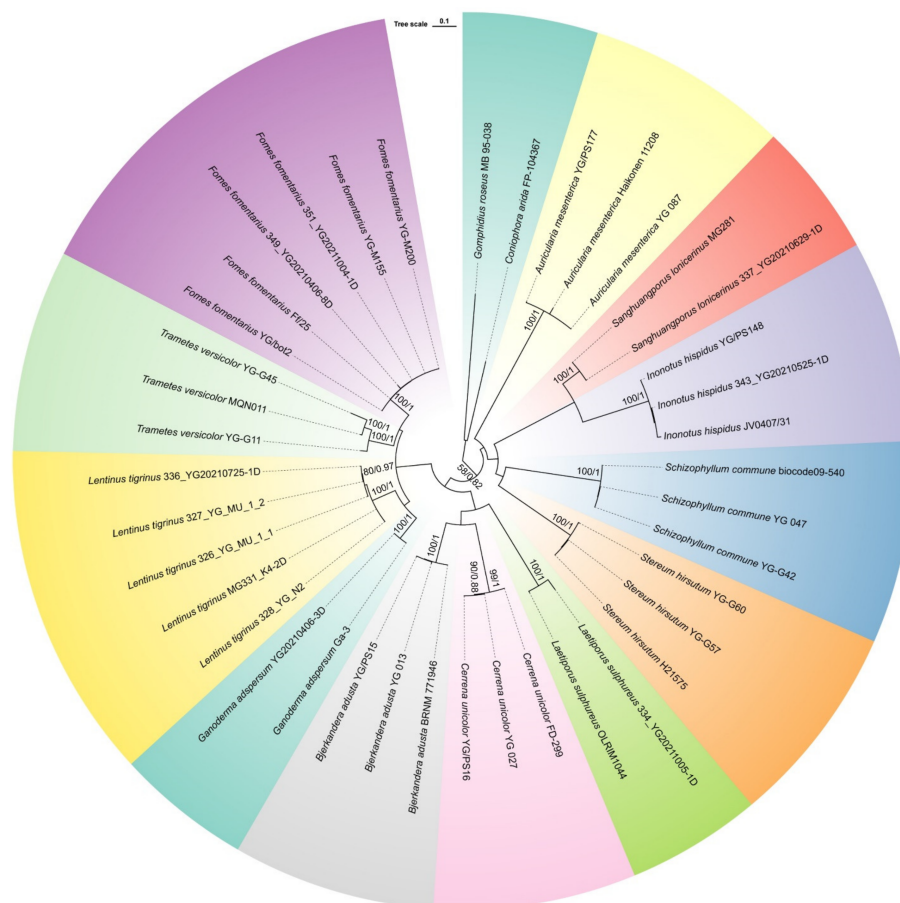 Tree scale 0.1
Gomphidius roseus MB 95-038
Coniophora arida FP-104367
Auricularia mesenterica YG/PS177
Auricularia mesenterica Haikonen 11208
Auricularia mesenterica YG 087
100/1
Sanghuangporus lonicerinus MG281
Sanghuangporus lonicerinus 337_YG20210629-1D
100/1
Inonotus hispidus YG/PS148
Inonotus hispidus 343_YG20210525-1D
Inonotus hispidus JV0407/31
100/1
Schizophyllum commune biocode09-540
Schizophyllum commune YG 047
Schizophyllum commune YG-G42
100/1
Stereum hirsutum YG-G60
Stereum hirsutum YG-G57
Stereum hirsutum H21575
100/1
Laetiporus sulphureus 334_YG20211005-1D
Laetiporus sulphureus OLRIM1044
100/1
Cerrena unicolor FD-299
Cerrena unicolor YG 027
Cerrena unicolor YG/PS16
99/1
90/0.88
Bjerkandera adusta BRNM 771946
Bjerkandera adusta YG 013
Bjerkandera adusta YG/PS15
100/1
Ganoderma adspersum Ga-3
Ganoderma adspersum YG20210406-3D
100/1
Lentinus tigrinus 328_YG_N2
Lentinus tigrinus MG331_K4-2D
Lentinus tigrinus 326_YG_MU_1_1
Lentinus tigrinus 327_YG_MU_1_2
Lentinus tigrinus 336_YG20210725-1D
100/1
80/0.97
Trametes versicolor YG-G11
Trametes versicolor MQN011
Trametes versicolor YG-G45
100/1
100/1
Fomes fomentarius YG/bot2
Fomes fomentarius Ff/25
Fomes fomentarius 349_YG20210406-8D
Fomes fomentarius 351_YG20211004-1D
Fomes fomentarius YG-M155
Fomes fomentarius YG-M200
100/1
58/0.82